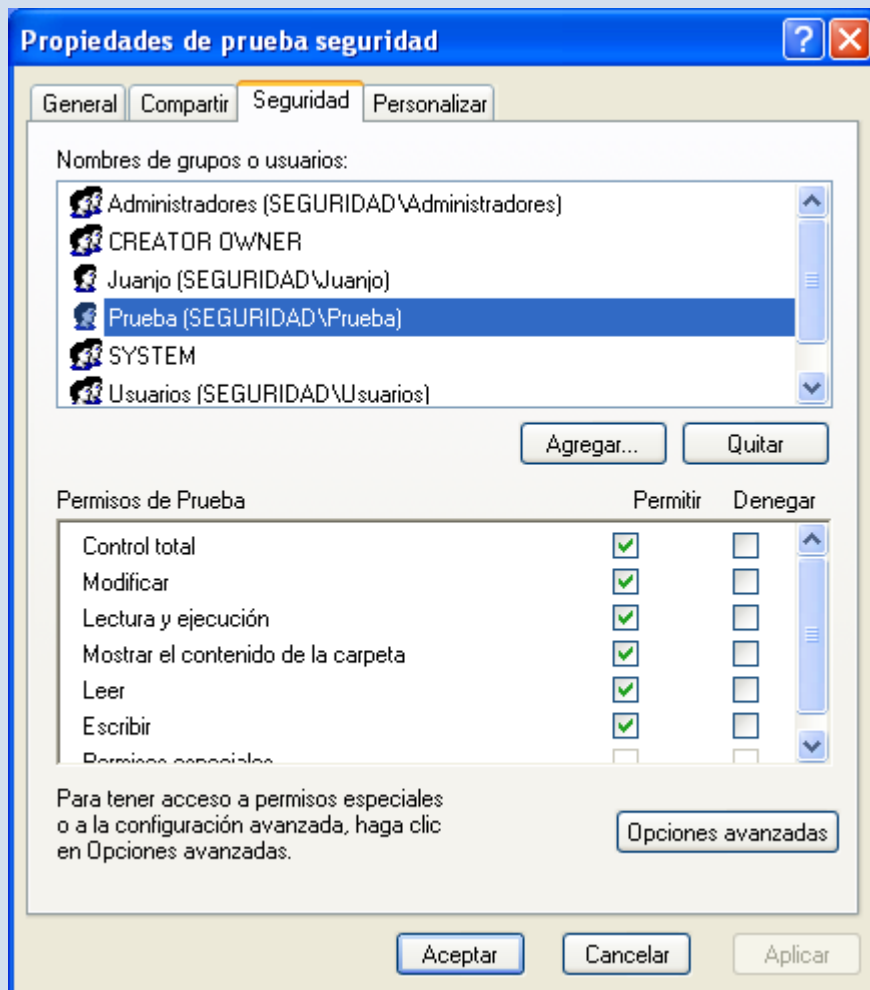 Propiedades de prueba seguridad
General Compartir Seguridad Personalizar
Nombres de grupos o usuarios:
Administradores (SEGURIDAD\Administradores)
CREATOR OWNER
Juanjo (SEGURIDAD\Juanjo)
Prueba (SEGURIDAD\Prueba)
SYSTEM
Usuarios (SEGURIDAD\Usuarios)
Agregar... Quitar
Permisos de Prueba Permitir Denegar
Control total
Modificar
Lectura y ejecución
Mostrar el contenido de la carpeta
Leer
Escribir
Permisos especiales
Para tener acceso a permisos especiales
o a la configuración avanzada, haga clic
en Opciones avanzadas.
Opciones avanzadas
Aceptar Cancelar Aplicar